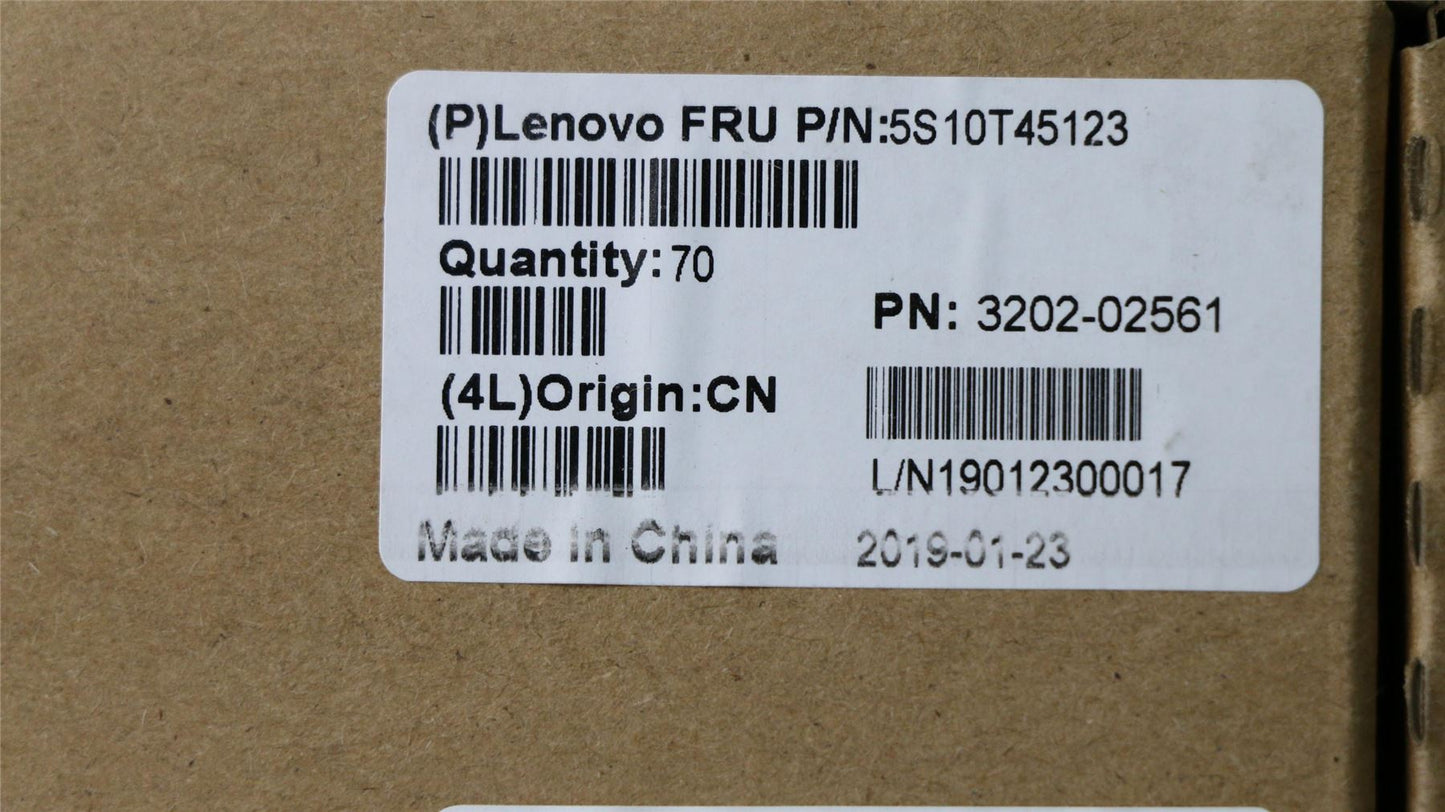 (P)Lenovo FRU P/N:5S10T45123
Quantity:70
PN: 3202-02561
(4L)Origin:CN
L/N19012300017
Made in China 2019-01-23